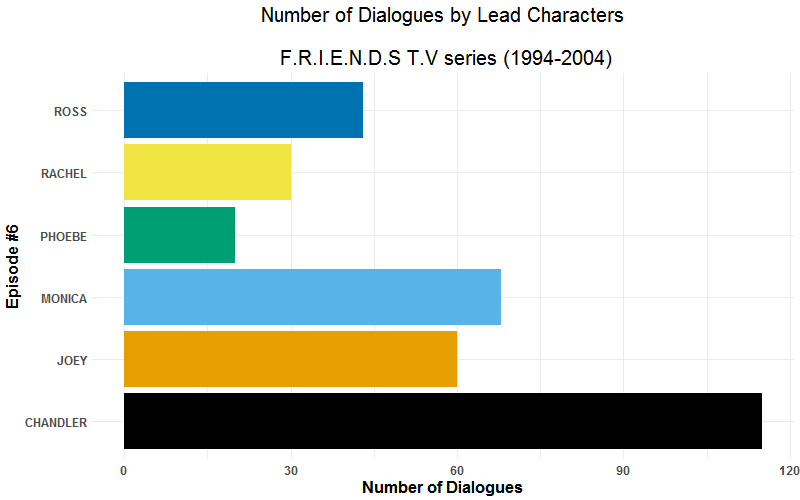 Number of Dialogues by Lead Characters
F.R.I.E.N.D.S T.V series (1994-2004)
Episode #6
ROSS
RACHEL
PHOEBE
MONICA
JOEY
CHANDLER
0 30 60 90 120
Number of Dialogues